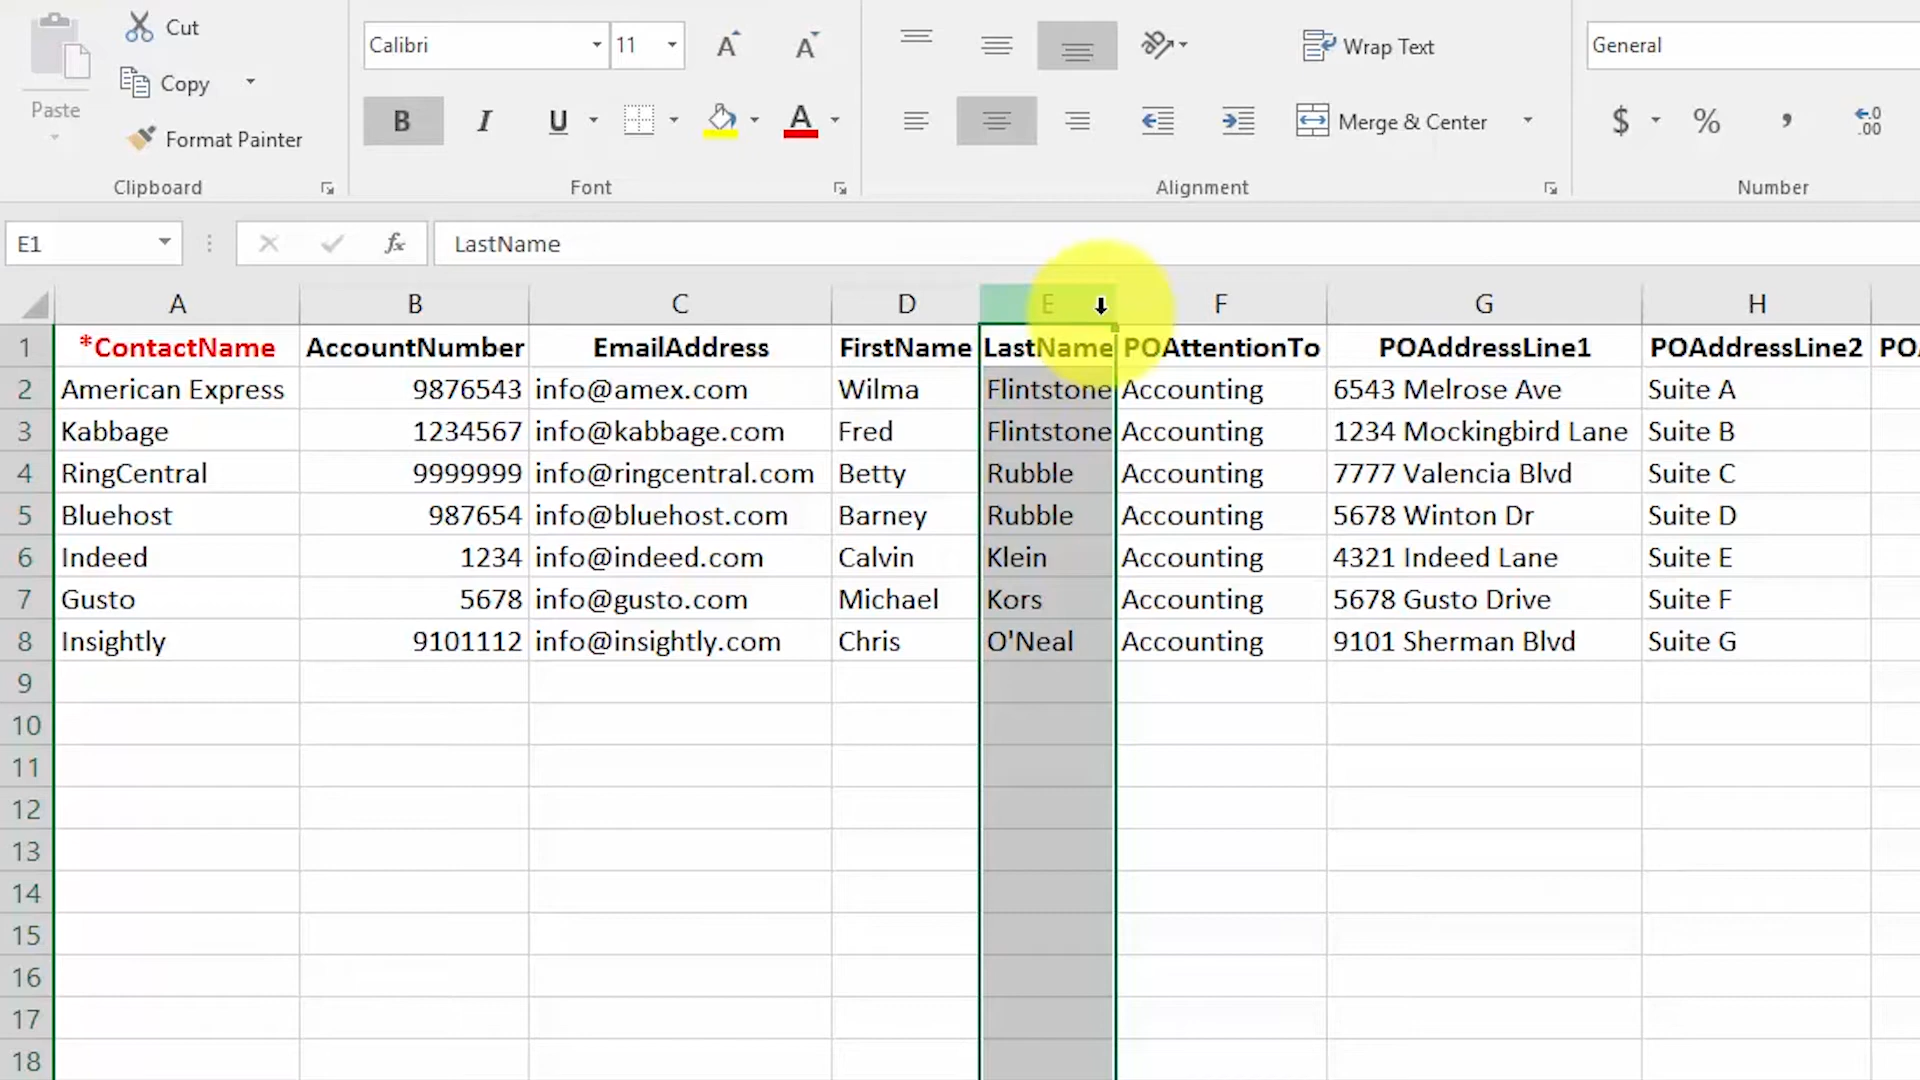 Cut
Copy
Paste
Format Painter
Clipboard
Calibri 11 A A
B I U A
Font
Wrap Text
Merge & Center
Alignment
General
$ % , .0 .00
Number
E1 fx LastName
A B C D E F G H
1 *ContactName AccountNumber EmailAddress FirstName LastName POAttentionTo POAddressLine1 POAddressLine2
2 American Express 9876543 info@amex.com Wilma Flintstone Accounting 6543 Melrose Ave Suite A
3 Kabbage 1234567 info@kabbage.com Fred Flintstone Accounting 1234 Mockingbird Lane Suite B
4 RingCentral 9999999 info@ringcentral.com Betty Rubble Accounting 7777 Valencia Blvd Suite C
5 Bluehost 987654 info@bluehost.com Barney Rubble Accounting 5678 Winton Dr Suite D
6 Indeed 1234 info@indeed.com Calvin Klein Accounting 4321 Indeed Lane Suite E
7 Gusto 5678 info@gusto.com Michael Kors Accounting 5678 Gusto Drive Suite F
8 Insightly 9101112 info@insightly.com Chris O'Neal Accounting 9101 Sherman Blvd Suite G
9
10
11
12
13
14
15
16
17
18